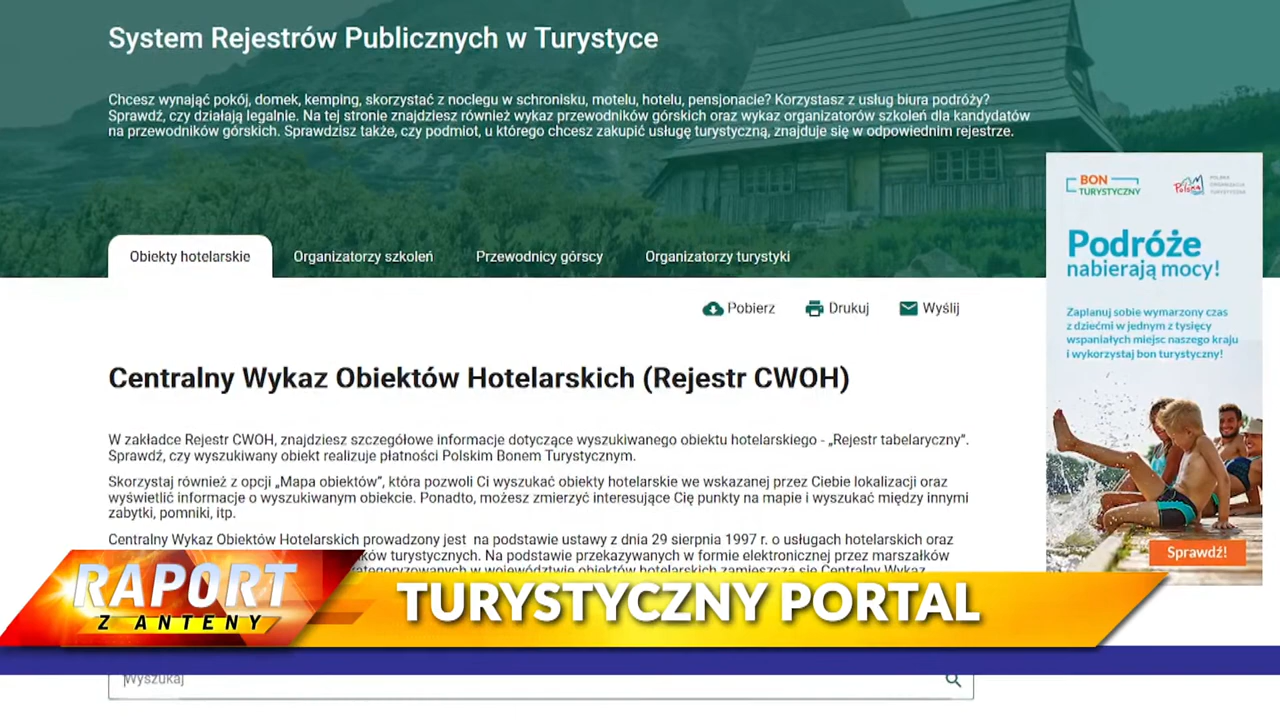 System Rejestrów Publicznych w Turystyce
Chcesz wynająć pokój, domek, kemping, skorzystać z noclegu w schronisku, motelu, hotelu, pensjonacie? Korzystasz z usług biura podróży?
Sprawdź, czy działają legalnie. Na tej stronie znajdziesz również wykaz przewodników górskich oraz wykaz organizatorów szkoleń dla kandydatów
na przewodników górskich. Sprawdzisz także, czy podmiot, u którego chcesz zakupić usługę turystyczną, znajduje się w odpowiednim rejestrze.
Obiekty hotelarskie
Organizatorzy szkoleń
Przewodnicy górscy
Organizatorzy turystyki
BON
TURYSTYCZNY
Polska
POLSKA
ORGANIZACJA
TURYSTYCZNA
Podróże
nabierają mocy!
Zaplanuj sobie wymarzony czas
z dziećmi w jednym z tysięcy
wspaniałych miejsc naszego kraju
i wykorzystaj bon turystyczny!
Sprawdź!
Pobierz
Drukuj
Wyślij
Centralny Wykaz Obiektów Hotelarskich (Rejestr CWOH)
W zakładce Rejestr CWOH, znajdziesz szczegółowe informacje dotyczące wyszukiwanego obiektu hotelarskiego - „Rejestr tabelaryczny”.
Sprawdź, czy wyszukiwany obiekt realizuje płatności Polskim Bonem Turystycznym.
Skorzystaj również z opcji „Mapa obiektów”, która pozwoli Ci wyszukać obiekty hotelarskie we wskazanej przez Ciebie lokalizacji oraz
wyświetlić informacje o wyszukiwanym obiekcie. Ponadto, możesz zmierzyć interesujące Cię punkty na mapie i wyszukać między innymi
zabytki, pomniki, itp.
Centralny Wykaz Obiektów Hotelarskich prowadzony jest na podstawie ustawy z dnia 29 sierpnia 1997 r. o usługach hotelarskich oraz
turystycznych. Na podstawie przekazywanych w formie elektronicznej przez marszałków
w województwie obiektów hotelarskich zamieszcza się Centralny Wykaz
RAPORT
Z ANTENY
TURYSTYCZNY PORTAL
Wyszukaj